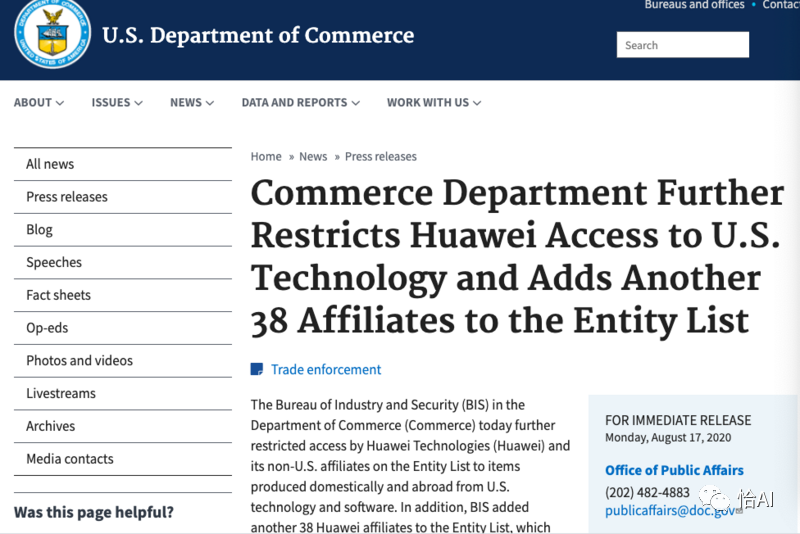 DEPARTMENT OF COMMERCE
UNITED STATES OF AMERICA
U.S. Department of Commerce
Bureaus and offices • Contac
Search
ABOUT
ISSUES
NEWS
DATA AND REPORTS
WORK WITH US
All news
Press releases
Blog
Speeches
Fact sheets
Op-eds
Photos and videos
Livestreams
Archives
Media contacts
Was this page helpful?
Home » News » Press releases
Commerce Department Further
Restricts Huawei Access to U.S.
Technology and Adds Another
38 Affiliates to the Entity List
Trade enforcement
The Bureau of Industry and Security (BIS) in the
Department of Commerce (Commerce) today further
restricted access by Huawei Technologies (Huawei) and
its non-U.S. affiliates on the Entity List to items
produced domestically and abroad from U.S.
technology and software. In addition, BIS added
another 38 Huawei affiliates to the Entity List, which
FOR IMMEDIATE RELEASE
Monday, August 17, 2020
Office of Public Affairs
(202) 482-4883
publicaffairs@doc.gov
恰AI